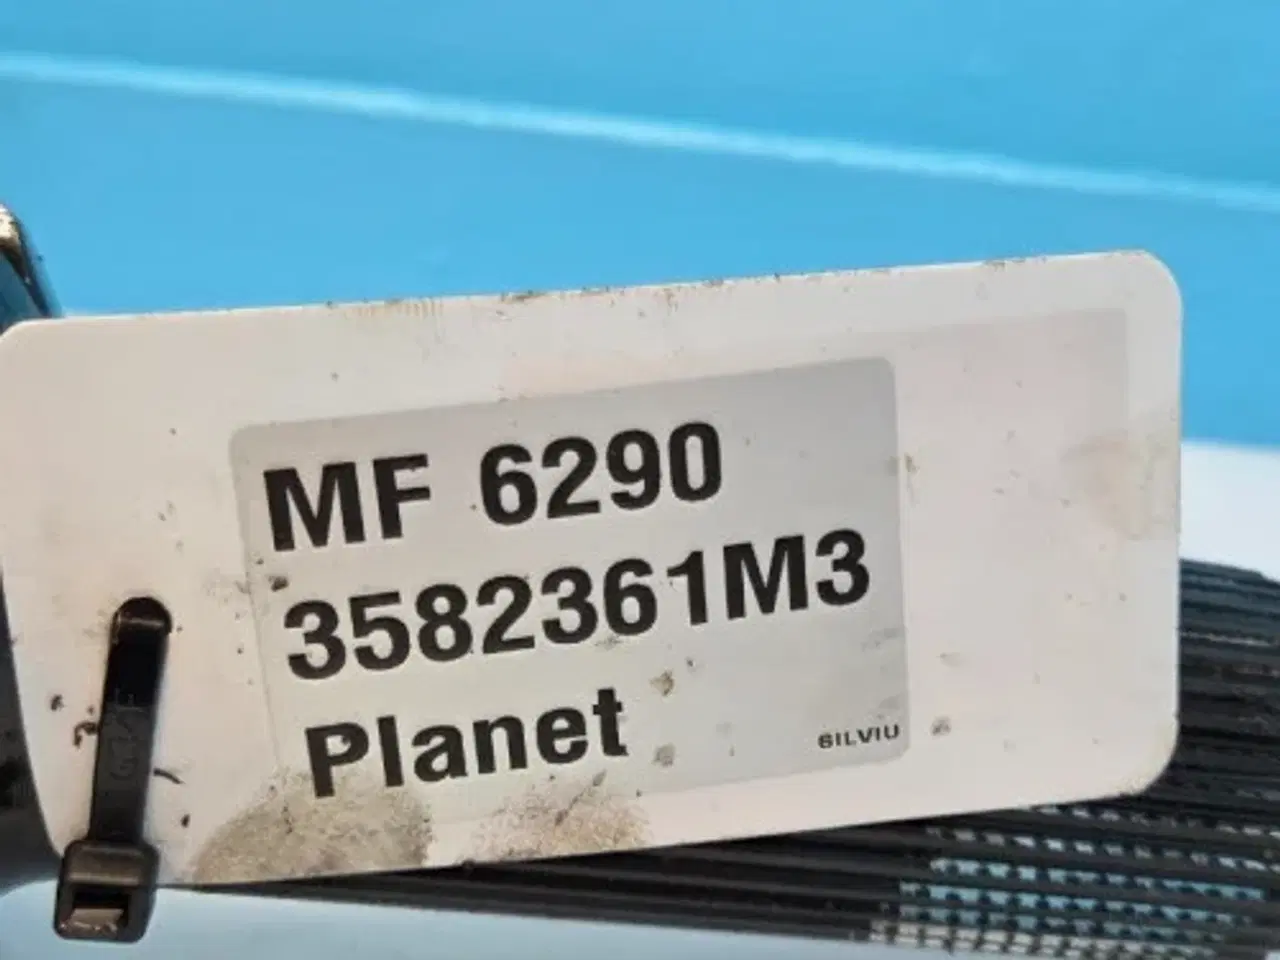 MF 6290
3582361M3
Planet
SILVIU